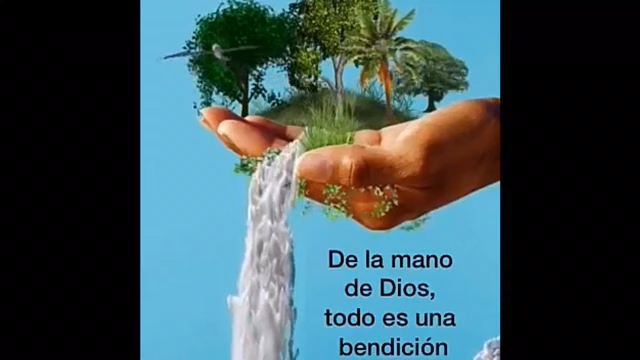 De la mano
de Dios,
todo es una
bendición